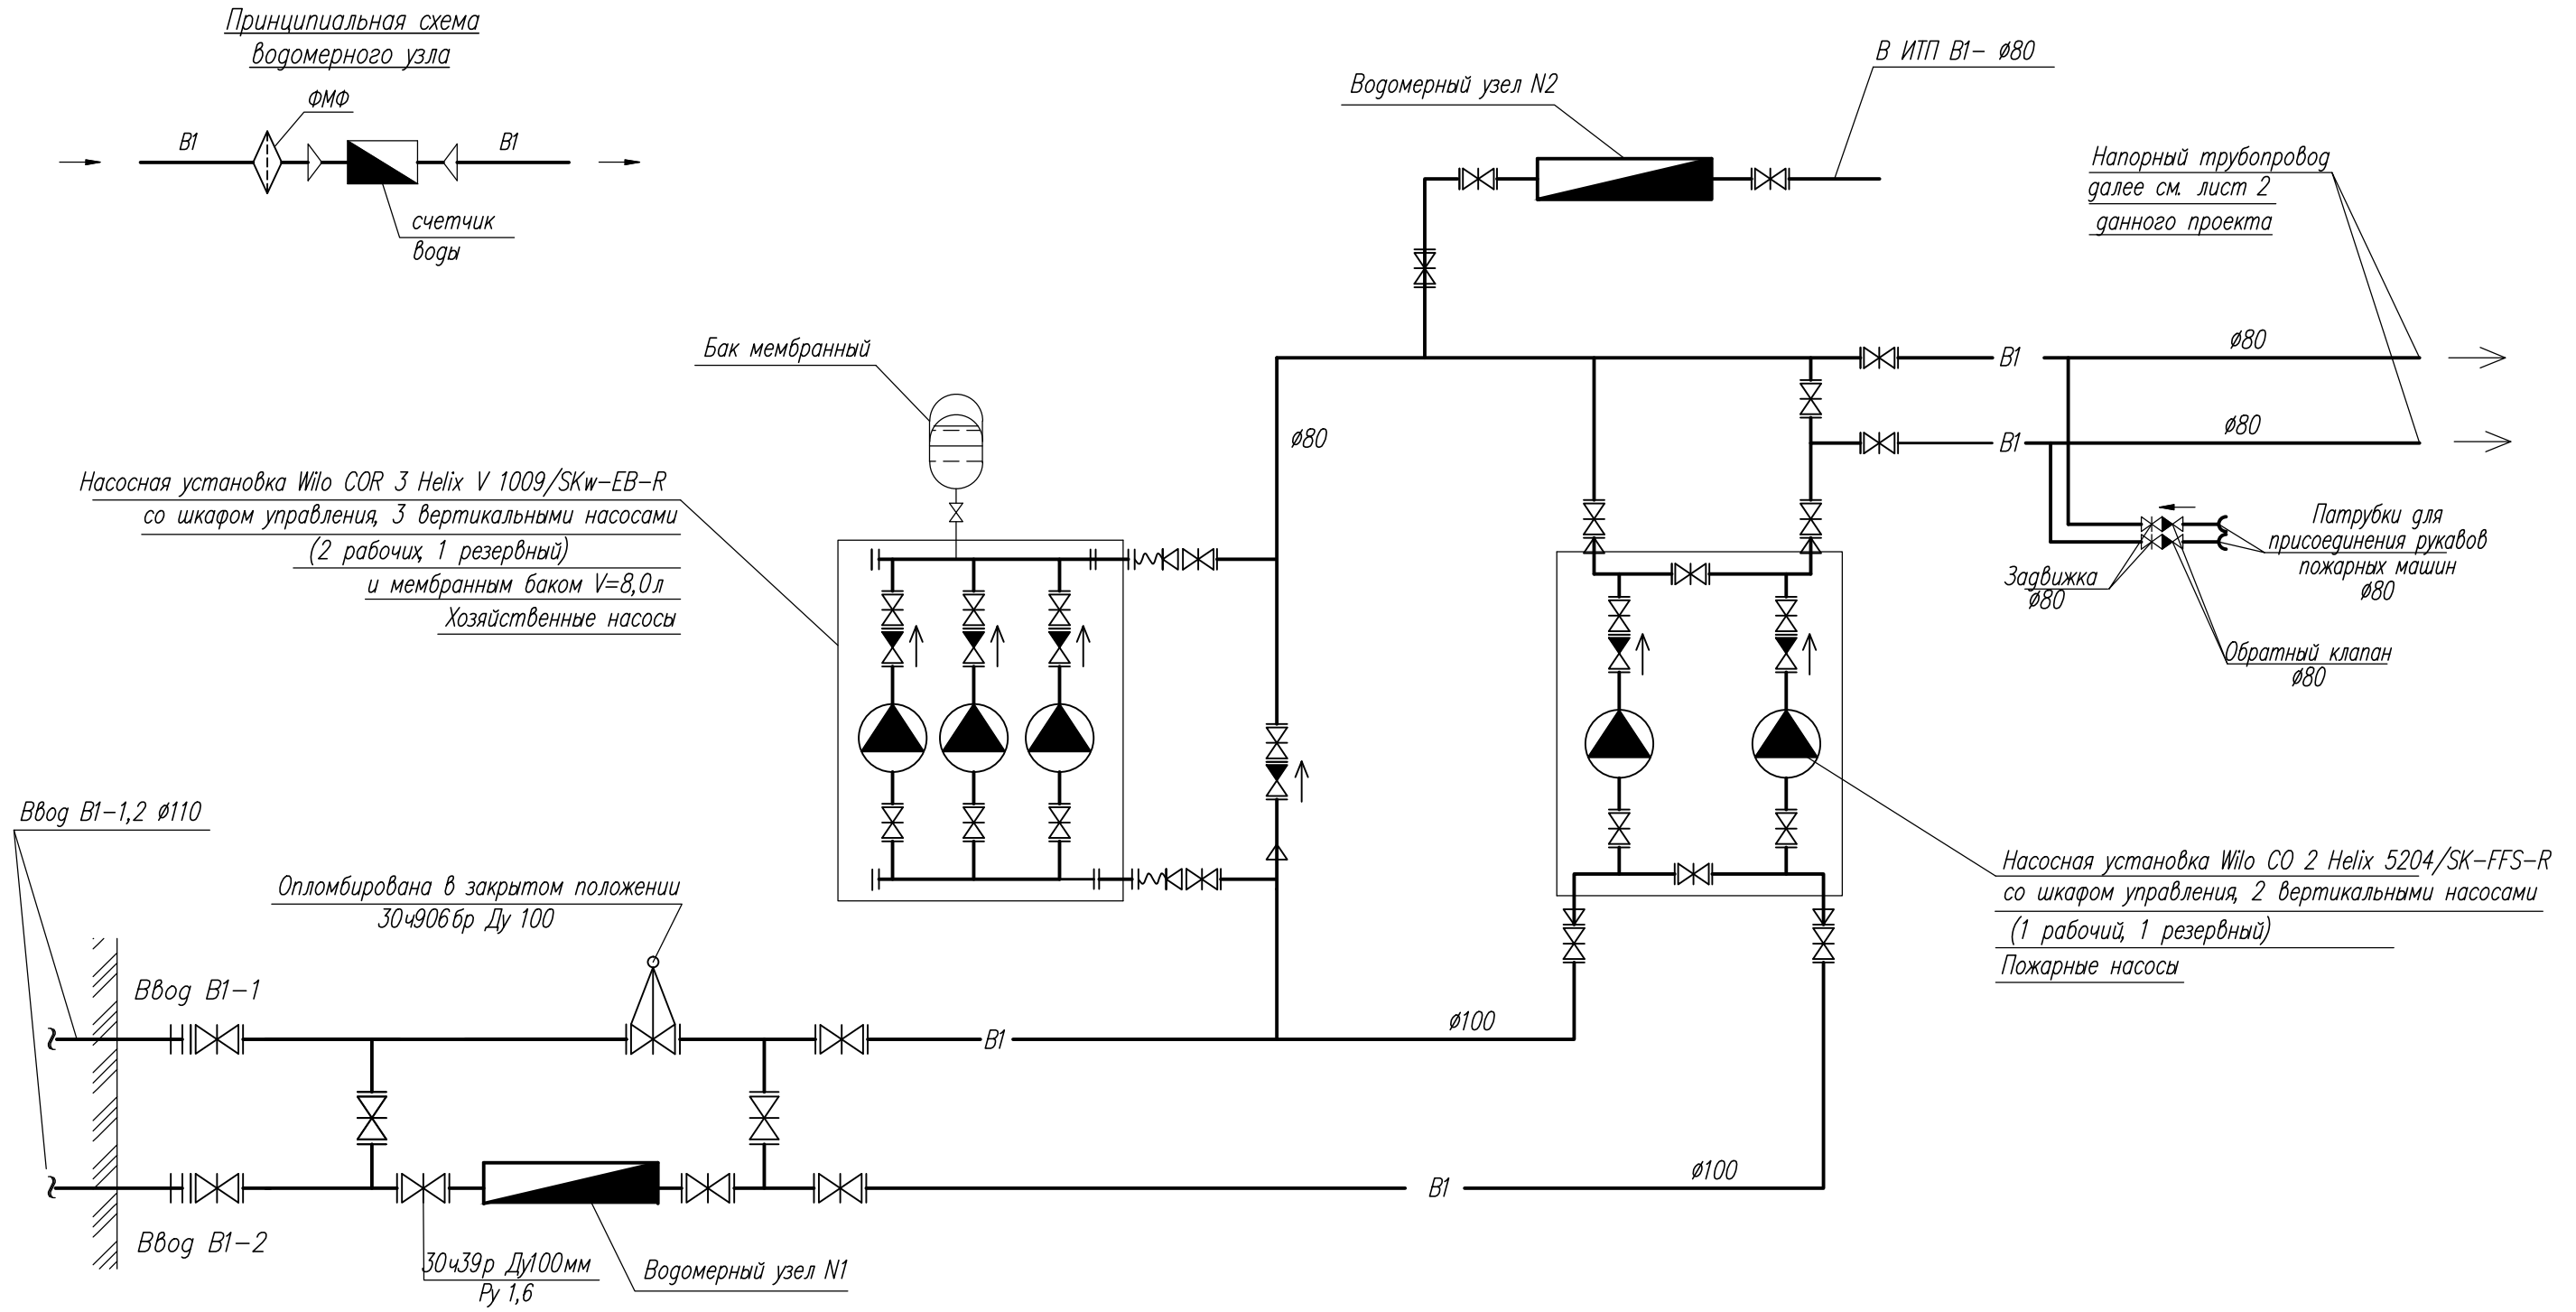 Принципиальная схема
водомерного узла
ФМФ
В1
В1
счетчик
воды
Водомерный узел N2
В ИТП В1- ø80
Напорный трубопровод
далее см. лист 2
данного проекта
Бак мембранный
ø80
В1
ø80
В1
ø80
Насосная установка Wilo COR 3 Helix V 1009/SKw-EB-R
со шкафом управления, 3 вертикальными насосами
(2 рабочих, 1 резервный)
и мембранным баком V=8,0л
Хозяйственные насосы
Патрубки для
присоединения рукавов
пожарных машин
ø80
Задвижка
ø80
Обратный клапан
ø80
Ввод В1-1,2 ø110
Опломбирована в закрытом положении
30ч906бр Ду 100
Насосная установка Wilo CO 2 Helix 5204/SK-FFS-R
со шкафом управления, 2 вертикальными насосами
(1 рабочий, 1 резервный)
Пожарные насосы
Ввод В1-1
В1
ø100
В1
ø100
Ввод В1-2
30ч39р Ду100мм
Ру 1,6
Водомерный узел N1